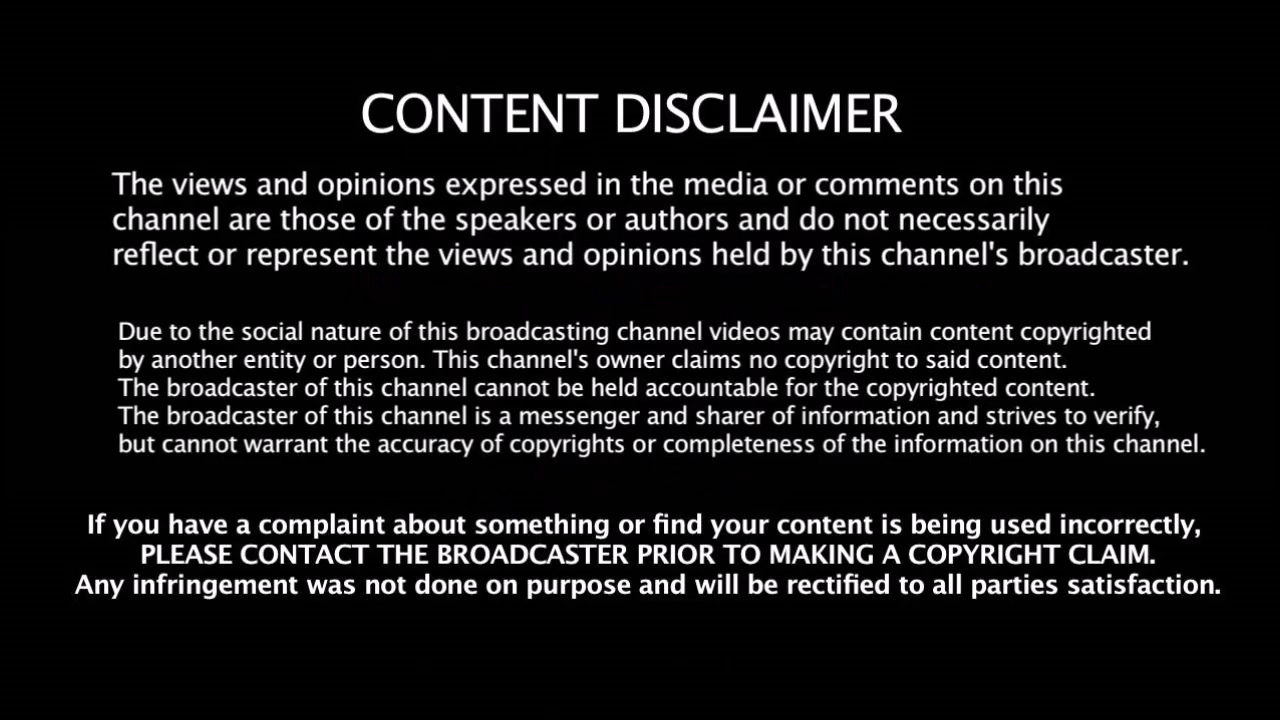 CONTENT DISCLAIMER
The views and opinions expressed in the media or comments on this
channel are those of the speakers or authors and do not necessarily
reflect or represent the views and opinions held by this channel's broadcaster.
Due to the social nature of this broadcasting channel videos may contain content copyrighted
by another entity or person. This channel's owner claims no copyright to said content.
The broadcaster of this channel cannot be held accountable for the copyrighted content.
The broadcaster of this channel is a messenger and sharer of information and strives to verify,
but cannot warrant the accuracy of copyrights or completeness of the information on this channel.
If you have a complaint about something or find your content is being used incorrectly,
PLEASE CONTACT THE BROADCASTER PRIOR TO MAKING A COPYRIGHT CLAIM.
Any infringement was not done on purpose and will be rectified to all parties satisfaction.